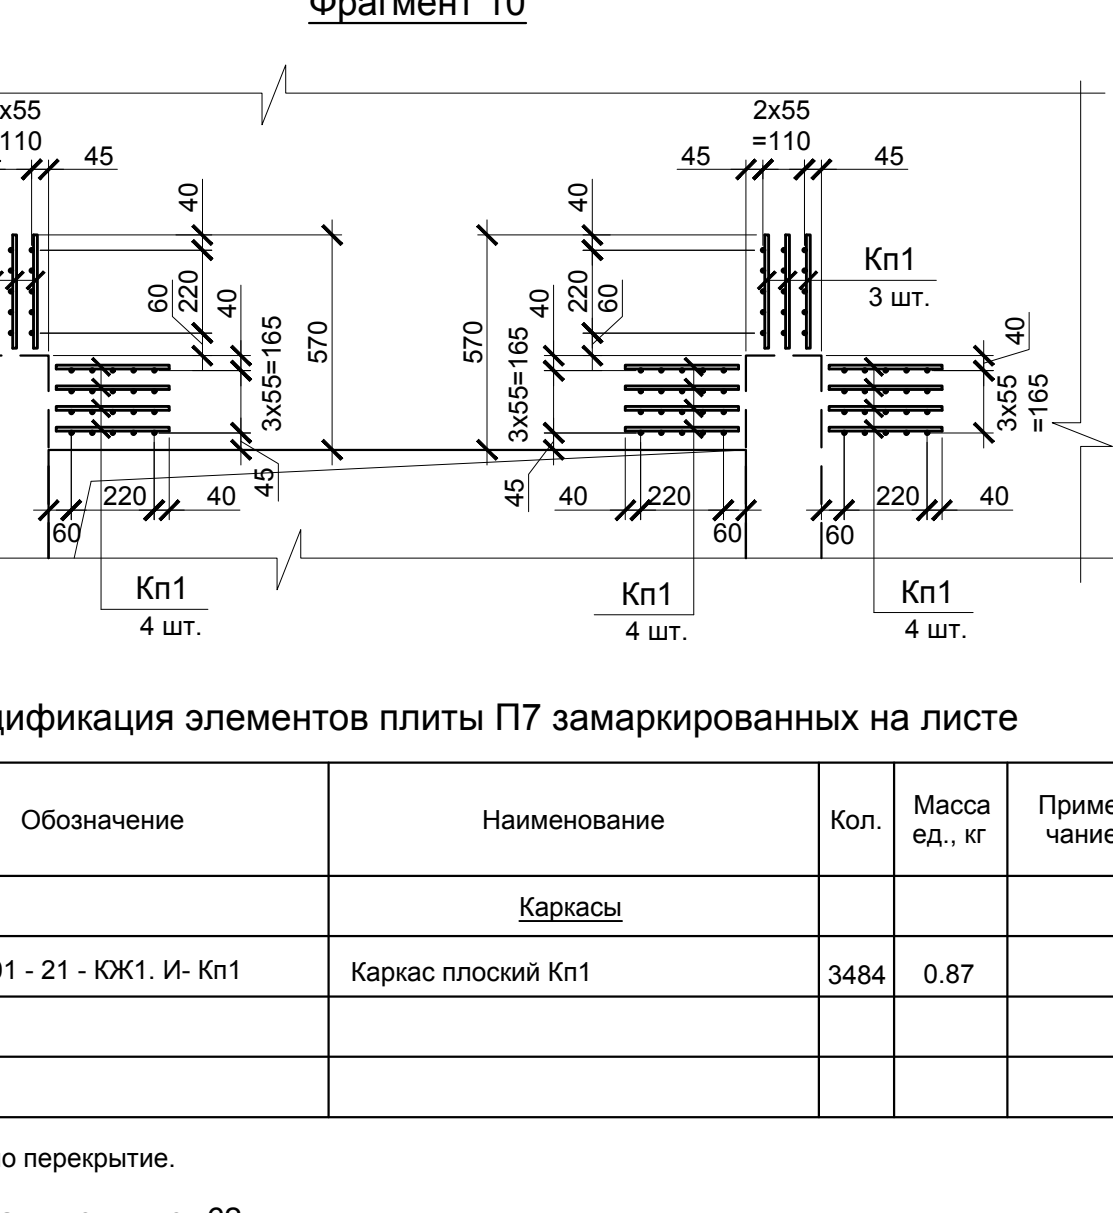 Фрагмент 10
x55
110
45
40
220
60
40
3x55=165
570
45
220
40
60
Кп1
4 шт.
2x55
=110
45
45
40
220
60
40
570
3x55=165
45
40
220
60
Кп1
4 шт.
Кп1
3 шт.
40
3x55
=165
220
40
60
Кп1
4 шт.
ификация элементов плиты П7 замаркированных на листе
Обозначение
Наименование
Кол.
Масса
ед., кг
Приме
чание
Каркасы
1 - 21 - КЖ1. И- Кп1
Каркас плоский Кп1
3484
0.87
о перекрытие.